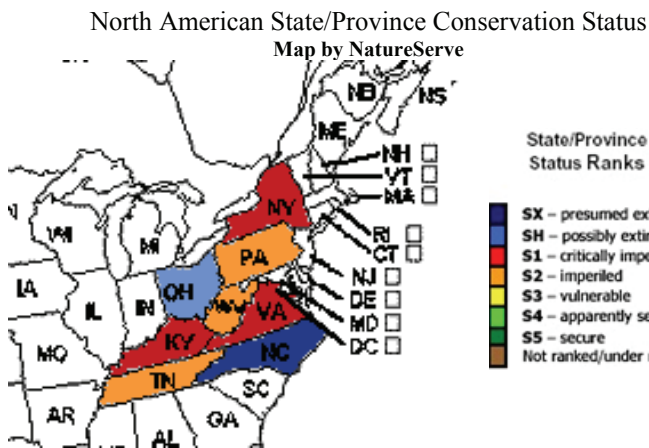 North American State/Province Conservation Status
Map by NatureServe
NB
NS
ME
NH
VT
MA
NY
RI
CT
WI
MI
PA
NJ
IA
IL
IN
OH
WV
VA
DE
MD
DC
MO
KY
NC
TN
SC
AR
AL
GA
State/Province
Status Ranks
SX – presumed ex
SH – possibly extin
S1 – critically impe
S2 – imperiled
S3 – vulnerable
S4 – apparently se
S5 – secure
Not ranked/under